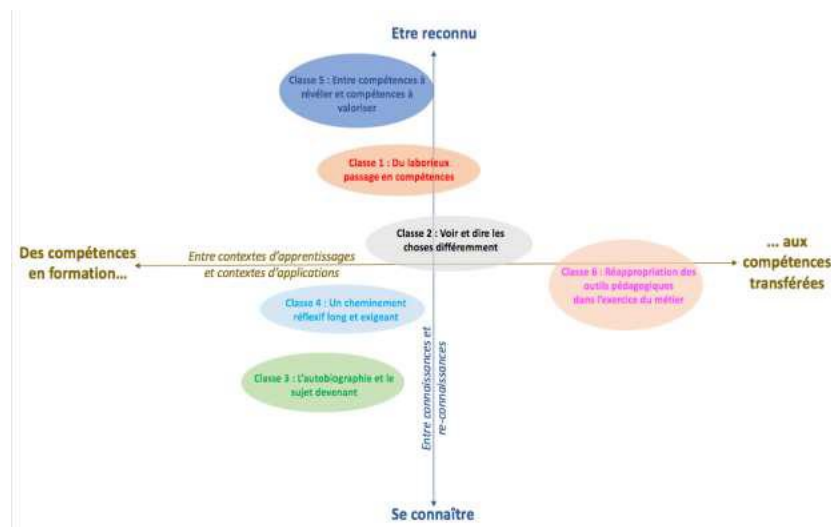 Etre reconnu
Classe 5 : Entre compétences à
révéler et compétences à
valoriser
Classe 1 : Du laborieux
passage en compétences
Classe 2 : Voir et dire les
choses différemment
Des compétences
en formation...
Entre contextes d'apprentissages
et contextes d'applications
... aux
compétences
transférées
Classe 6 : Réappropriation des
outils pédagogiques
dans l'exercice du métier
Classe 4 : Un cheminement
réflexif long et exigeant
Entre connaissances et
re-connaissances
Classe 3 : L'autobiographie et le
sujet devenant
Se connaître